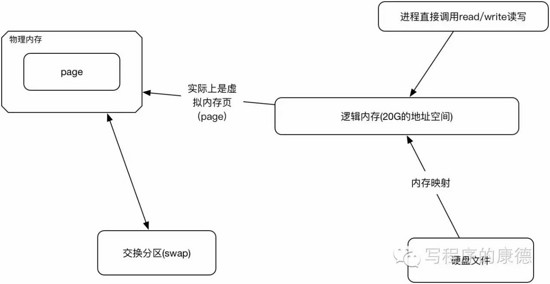 进程直接调用read/write读写
物理内存
page
实际上是虚
拟内存页
(page)
逻辑内存(20G的地址空间)
内存映射
交换分区(swap)
硬盘文件
写程序的康德